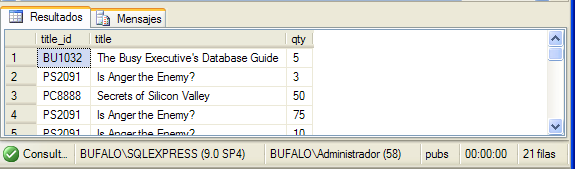 Resultados Mensajes
title_id title qty
1 BU1032 The Busy Executive's Database Guide 5
2 PS2091 Is Anger the Enemy? 3
3 PC8888 Secrets of Silicon Valley 50
4 PS2091 Is Anger the Enemy? 75
5 PS2091 Is Anger the Enemy? 10
Consult... BUFALO\SQLEXPRESS (9.0 SP4) BUFALO\Administrador (58) pubs 00:00:00 21 filas